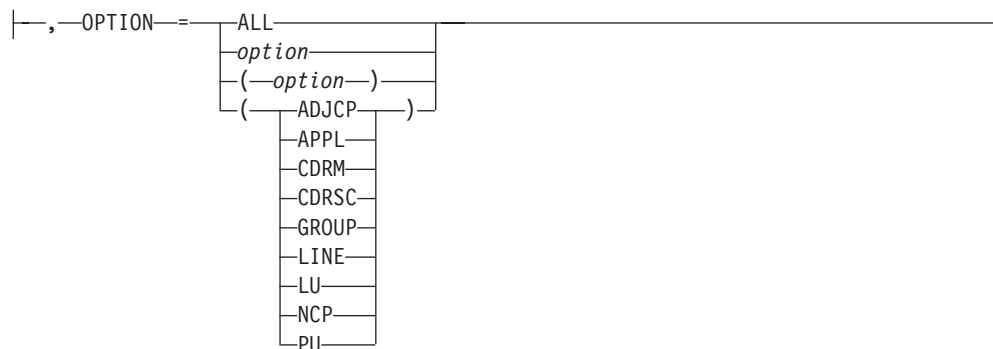 , OPTION = ALL
option
( option )
( ADJCP )
APPL
CDRM
CDRSC
GROUP
LINE
LU
NCP
PU